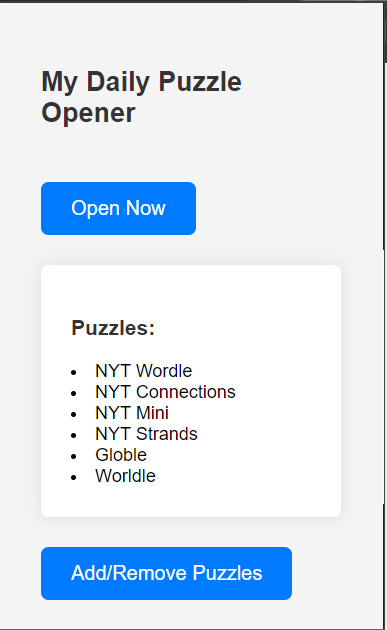 My Daily Puzzle
Opener
Open Now
Puzzles:
• NYT Wordle
• NYT Connections
• NYT Mini
• NYT Strands
• Globle
• Worldle
Add/Remove Puzzles